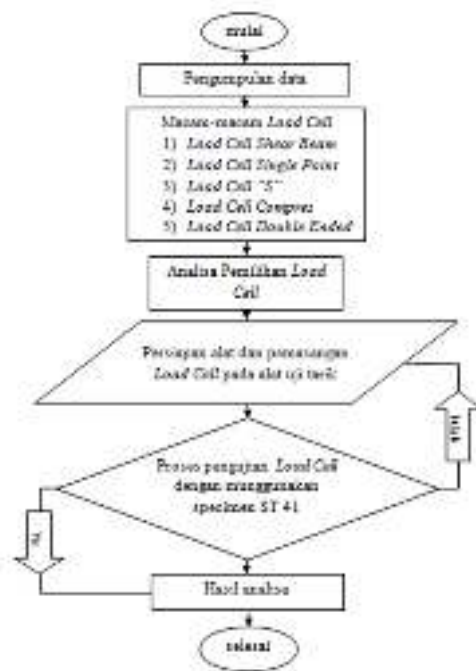 mulai
Pengumpulan data
Macam-macam Load Cell
1) Load Cell Shear Beam
2) Load Cell Single Point
3) Load Cell "S"
4) Load Cell Compres
5) Load Cell Double Ended
Analisa Pemilihan Load
Cell
Persiapan alat dan pemasangan
Load Cell pada alat uji tarik
tidak
Proses pengujian Load Cell
dengan menggunakan
specimen ST 41
Ya
Hasil analisa
selesai